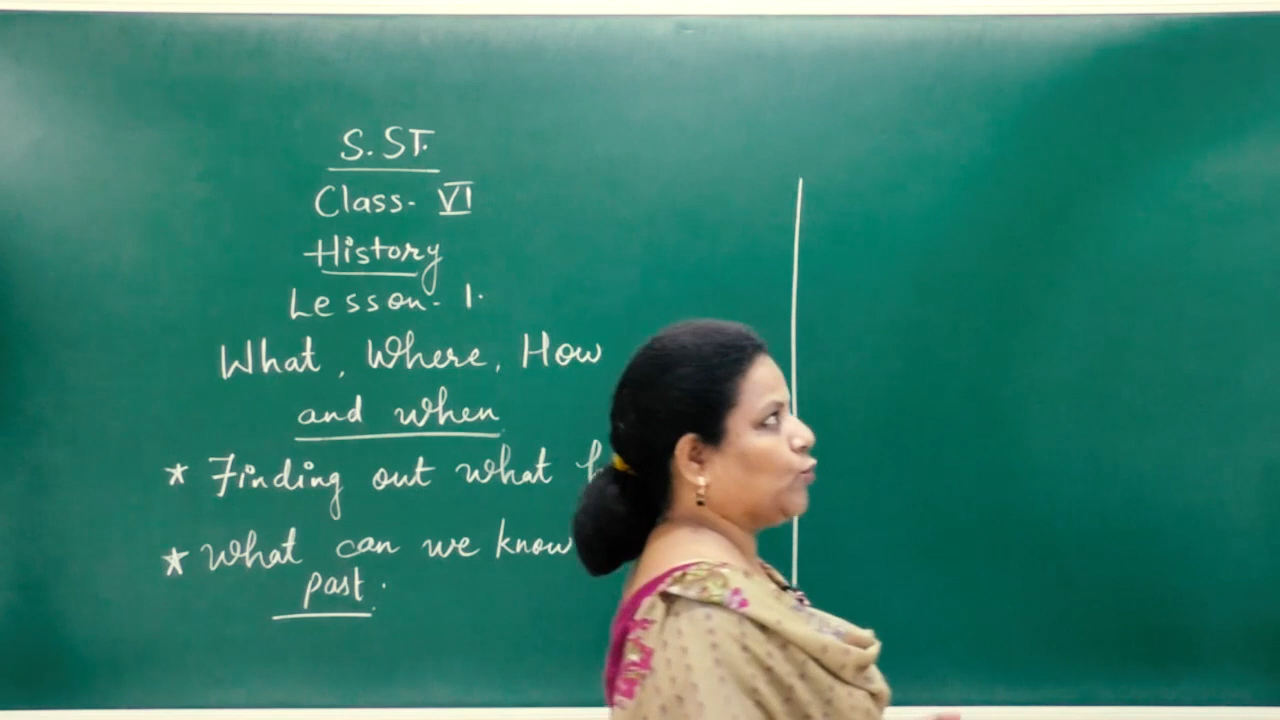 S. ST.
Class- VI
History
Lesson- 1.
What, Where, How
and when
* Finding out what
* What can we know
past.